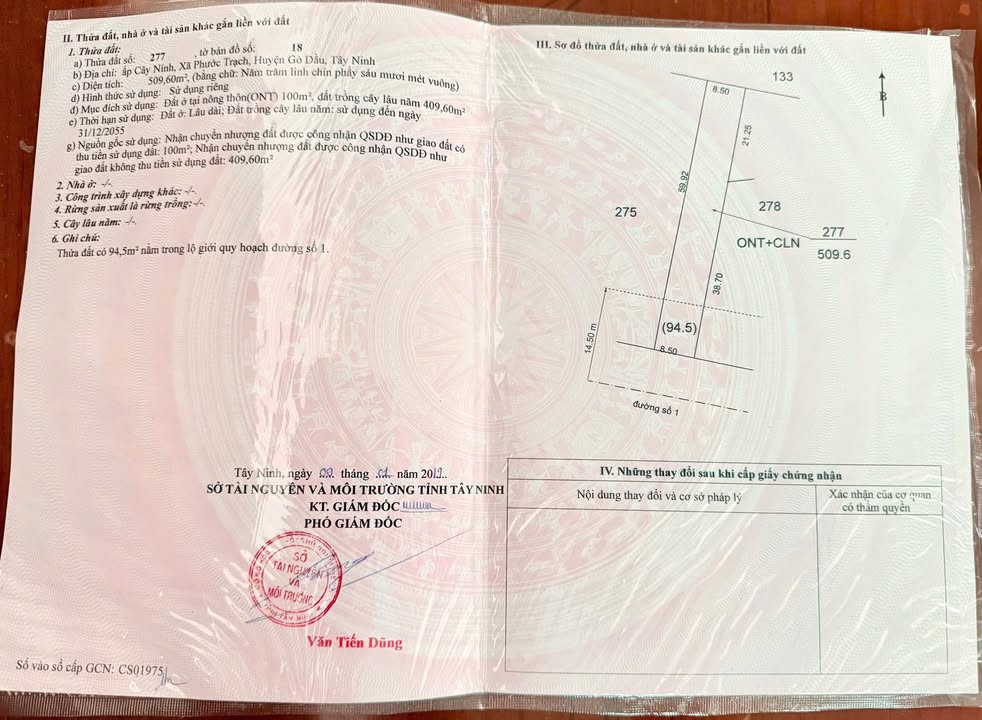 II. Thửa đất, nhà ở và tài sản khác gắn liền với đất
1. Thửa đất:
a) Thửa đất số: 277 , tờ bản đồ số: 18
b) Địa chỉ: ấp Cây Ninh, Xã Phước Trạch, Huyện Gò Dầu, Tây Ninh
c) Diện tích: 509,60m², (bằng chữ: Năm trăm linh chín phẩy sáu mươi mét vuông)
d) Hình thức sử dụng: Sử dụng riêng
đ) Mục đích sử dụng: Đất ở tại nông thôn(ONT) 100m², đất trồng cây lâu năm 409,60m²
e) Thời hạn sử dụng: Đất ở: Lâu dài; Đất trồng cây lâu năm: sử dụng đến ngày
31/12/2055
g) Nguồn gốc sử dụng: Nhận chuyển nhượng đất được công nhận QSDĐ như giao đất có
thu tiền sử dụng đất: 100m²; Nhận chuyển nhượng đất được công nhận QSDĐ như
giao đất không thu tiền sử dụng đất: 409,60m²
2. Nhà ở: -/-.
3. Công trình xây dựng khác: -/-.
4. Rừng sản xuất là rừng trồng: -/-.
5. Cây lâu năm: -/-.
6. Ghi chú:
Thửa đất có 94,5m² nằm trong lộ giới quy hoạch đường số 1.
Tây Ninh, ngày 02 tháng 01 năm 2019..
SỞ TÀI NGUYÊN VÀ MÔI TRƯỜNG TỈNH TÂY NINH
KT. GIÁM ĐỐC
PHÓ GIÁM ĐỐC
SỞ
TÀI NGUYÊN
VÀ
MÔI TRƯỜNG
Văn Tiến Dũng
Số vào sổ cấp GCN: CS01975
III. Sơ đồ thửa đất, nhà ở và tài sản khác gắn liền với đất
133
B
8.50
21.25
59.92
275
278
277
ONT+CLN
509.6
38.70
(94.5)
14.50 m
8.50
đường số 1
IV. Những thay đổi sau khi cấp giấy chứng nhận
Nội dung thay đổi và cơ sở pháp lý
Xác nhận của cơ quan
có thẩm quyền